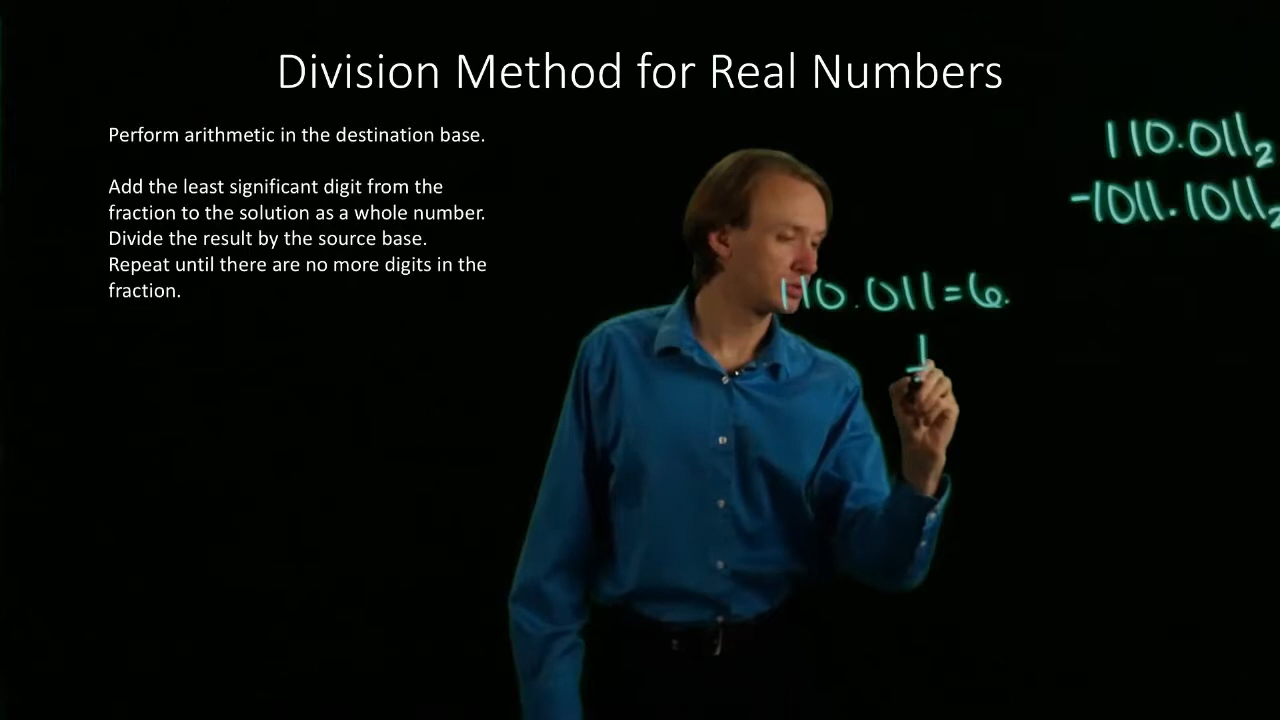 Division Method for Real Numbers
Perform arithmetic in the destination base.
Add the least significant digit from the
fraction to the solution as a whole number.
Divide the result by the source base.
Repeat until there are no more digits in the
fraction.
110.011₂
-1011.1011₂
110.011=6.
1